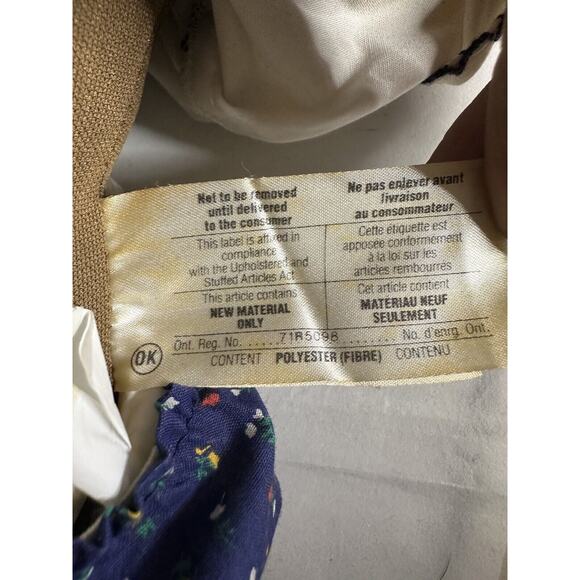 Not to be removed
until delivered
to the consumer
Ne pas enlever avant
livraison
au consommateur
This label is affixed in
compliance
with the Upholstered and
Stuffed Articles Act
Cette étiquette est
apposée conformément
à la loi sur les
articles rembourrés
This article contains
NEW MATERIAL
ONLY
Cet article contient
MATERIAU NEUF
SEULEMENT
Ont. Reg. No. .....71R5098........ No. d'enrg. Ont.
OK
CONTENT POLYESTER (FIBRE) CONTENU